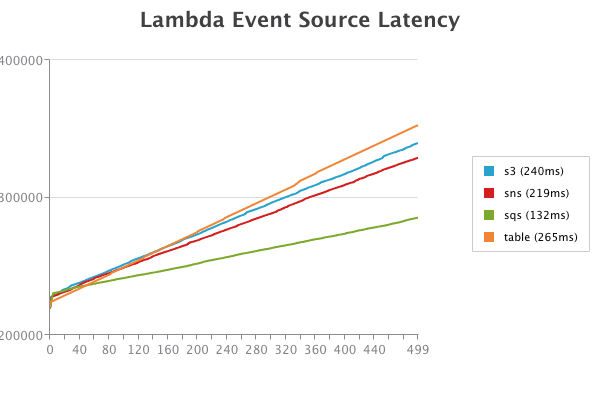 Lambda Event Source Latency
400000
300000
200000
0 40 80 120 160 200 240 280 320 360 400 440 499
s3 (240ms)
sns (219ms)
sqs (132ms)
table (265ms)